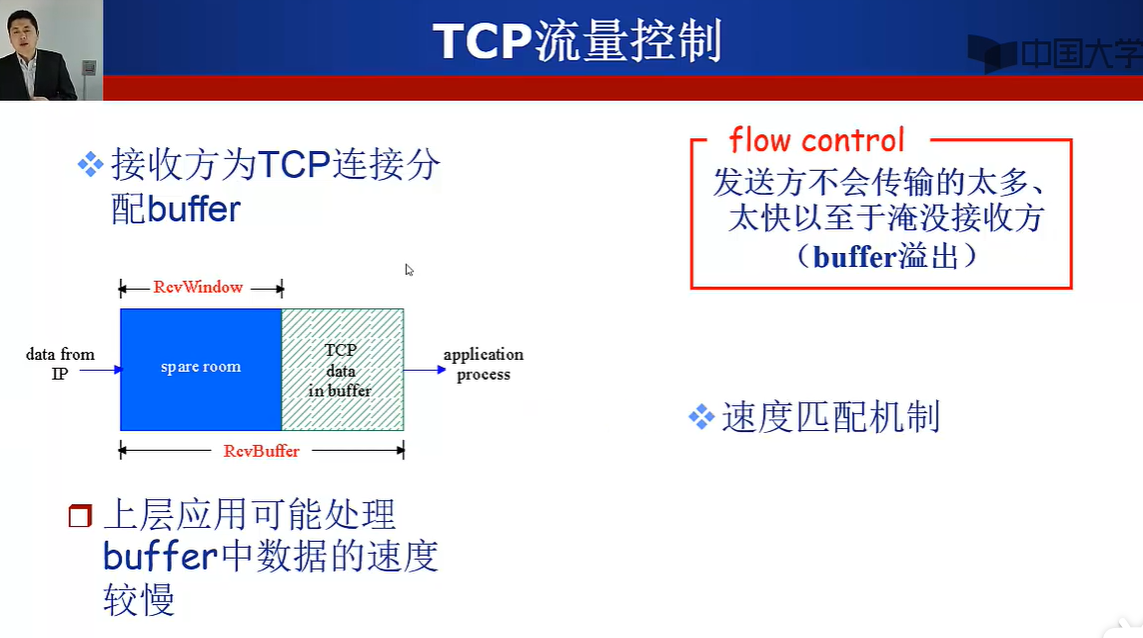 TCP流量控制
中国大学
接收方为TCP连接分
配buffer
RcvWindow
data from
IP
spare room
TCP
data
in buffer
application
process
RcvBuffer
上层应用可能处理
buffer中数据的速度
较慢
flow control
发送方不会传输的太多、
太快以至于淹没接收方
（buffer溢出）
速度匹配机制